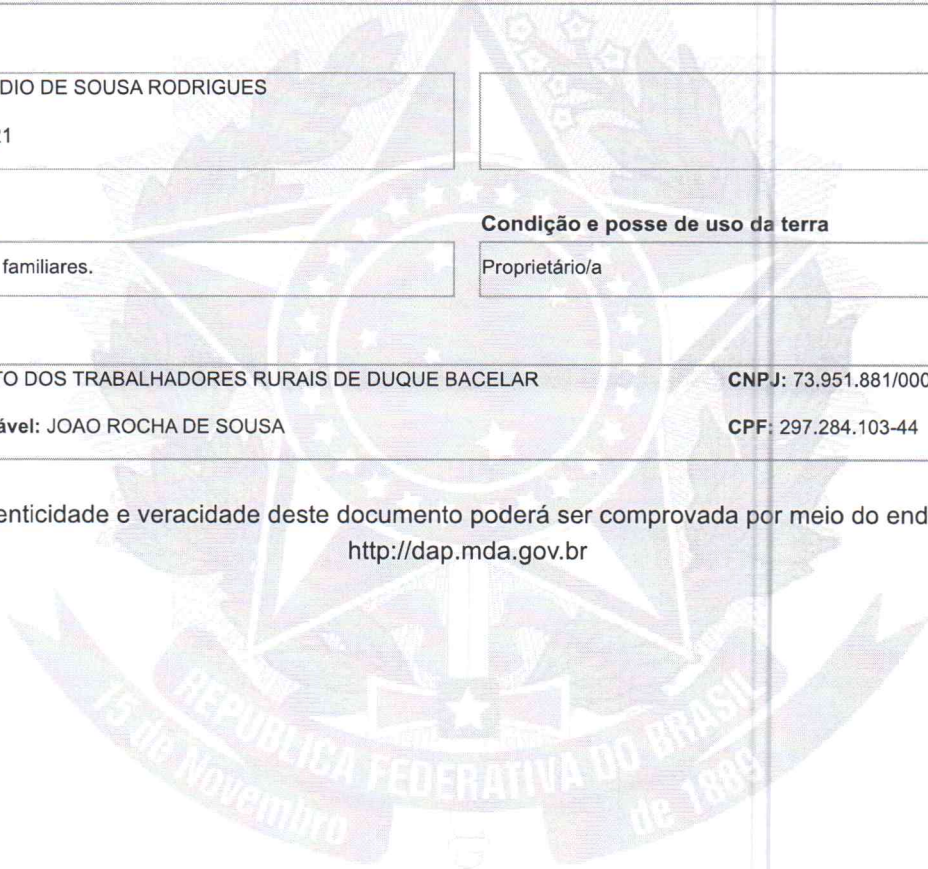 DIO DE SOUSA RODRIGUES
21
Condição e posse de uso da terra
familiares.
Proprietário/a
TO DOS TRABALHADORES RURAIS DE DUQUE BACELAR
CNPJ: 73.951.881/000
ável: JOAO ROCHA DE SOUSA
CPF: 297.284.103-44
enticidade e veracidade deste documento poderá ser comprovada por meio do end
http://dap.mda.gov.br
REPUBLICA FEDERATIVA DO BRASIL
15 de Novembro
de 1889